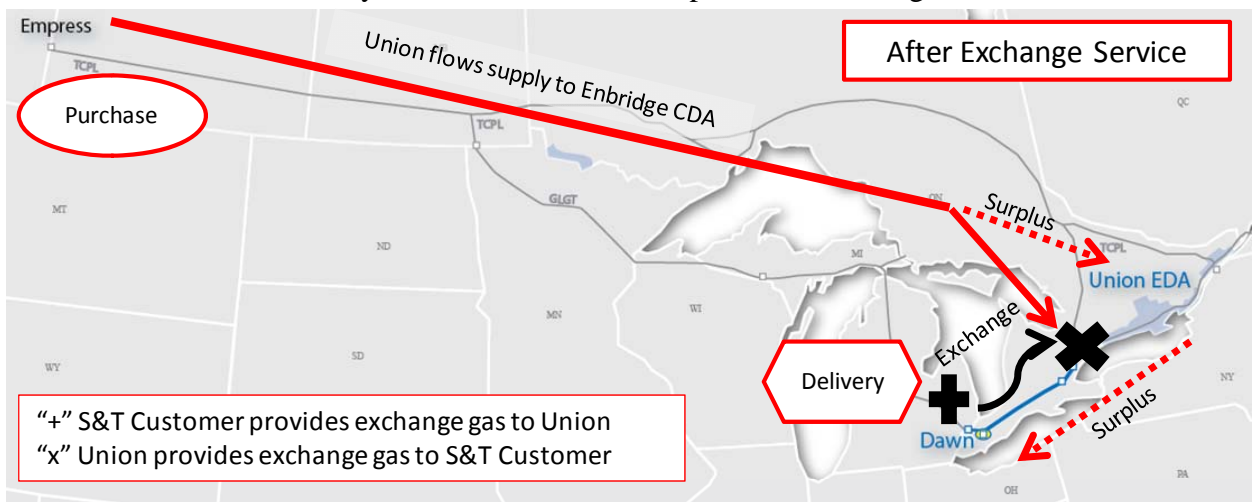 Empress
After Exchange Service
Union flows supply to Enbridge CDA
TCPL
Purchase
QC
TCPL
ON
MT
GLGT
Surplus
ND
MI
TCPL
Union EDA
MN
WI
Exchange
SD
WY
Delivery
NY
"+" S&T Customer provides exchange gas to Union
Surplus
Dawn
"x" Union provides exchange gas to S&T Customer
PA
OH